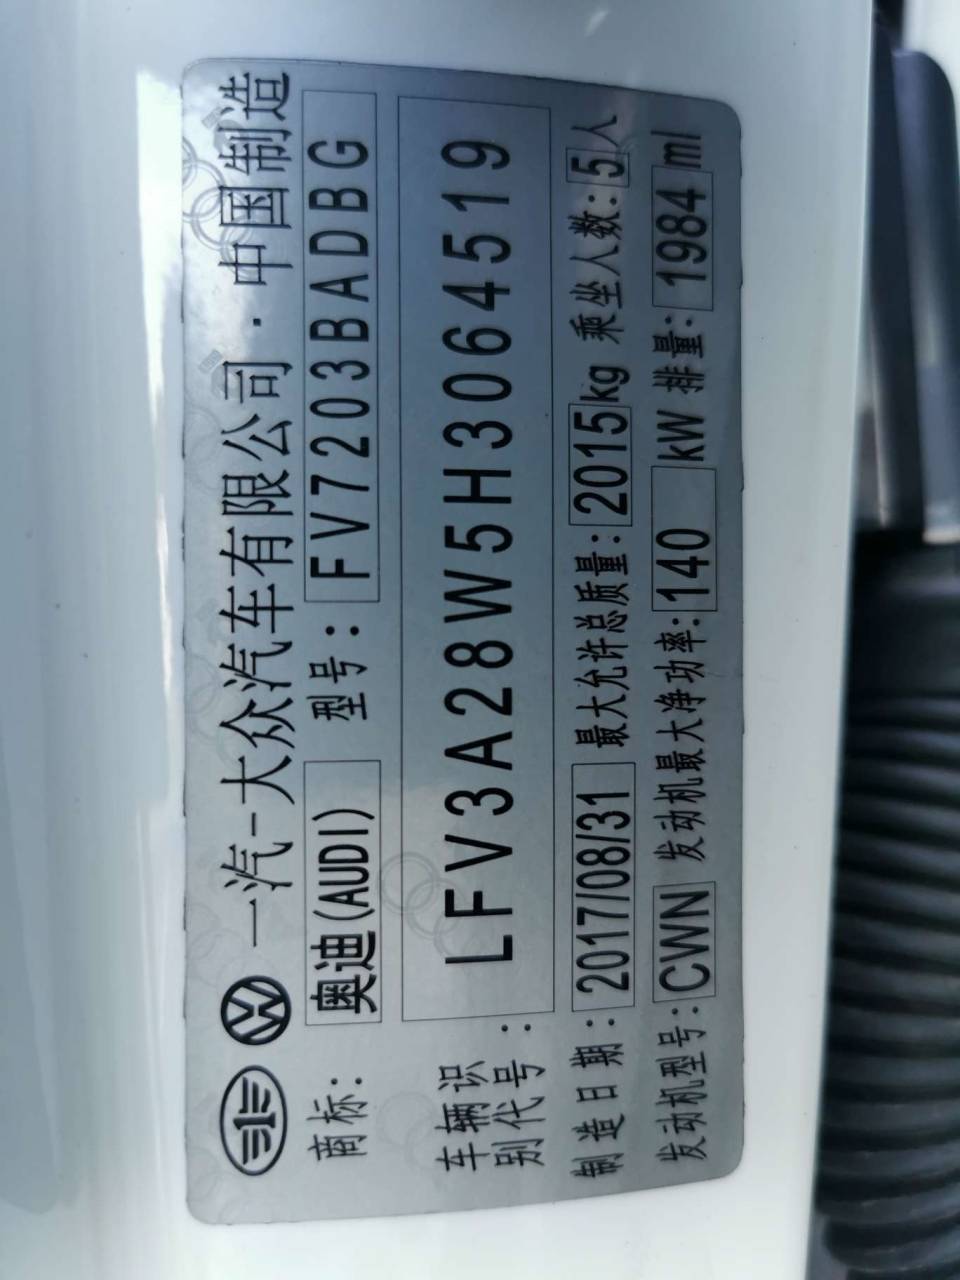 一汽-大众汽车有限公司 · 中国制造
商标: 奥迪(AUDI) 型号: FV7203BADBG
车辆识别代号: LFV3A28W5H3064519
制造日期: 2017/08/31 最大允许总质量: 2015kg 乘坐人数: 5人
发动机型号: CWN 发动机最大净功率: 140 kW 排量: 1984 ml